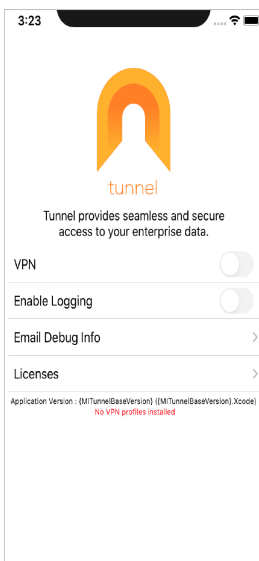 3:23
tunnel
Tunnel provides seamless and secure
access to your enterprise data.
VPN
Enable Logging
Email Debug Info
Licenses
Application Version : {MITunnelBaseVersion} ({MITunnelBaseVersion}.Xcode)
No VPN profiles installed